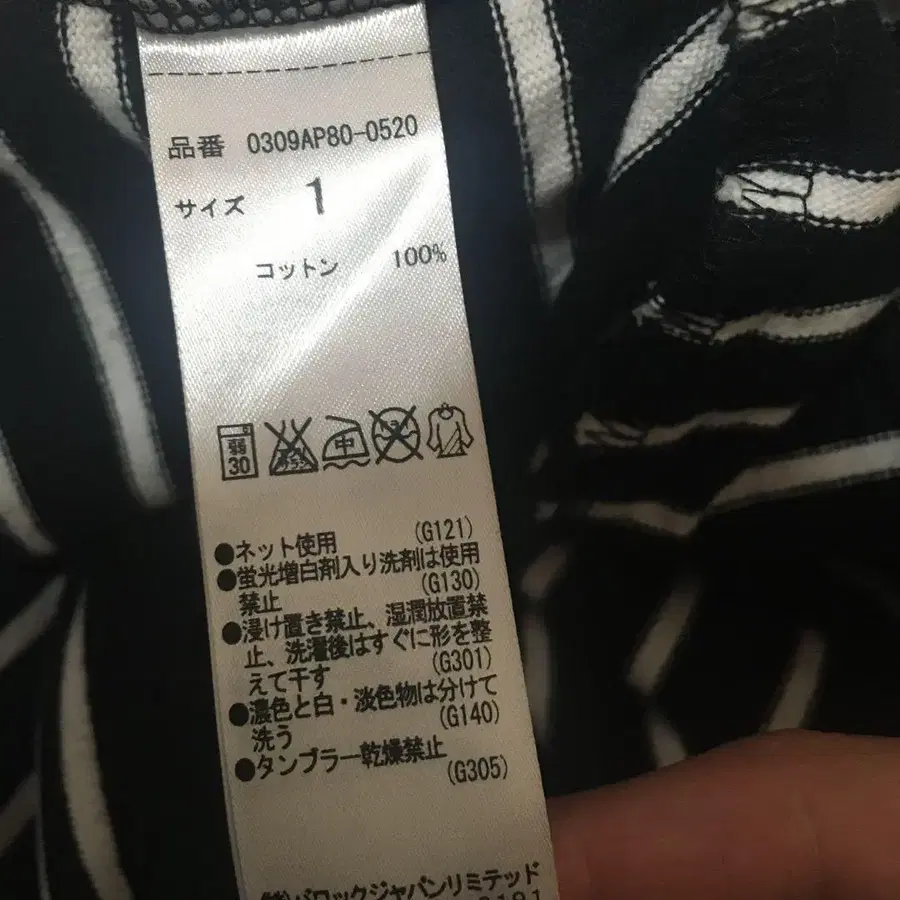 品番 0309AP80-0520
サイズ 1
コットン 100%
弱 中
30
●ネット使用 (G121)
●蛍光増白剤入り洗剤は使用
禁止 (G130)
●浸け置き禁止、湿潤放置禁
止、洗濯後はすぐに形を整
えて干す (G301)
●濃色と白・淡色物は分けて
洗う (G140)
●タンブラー乾燥禁止
(G305)
バロックジャパンリミテッド